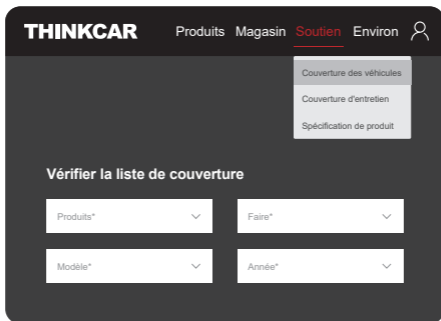 THINKCAR Produits Magasin Soutien Environ
Couverture des véhicules
Couverture d'entretien
Spécification de produit
Vérifier la liste de couverture
Produits* Faire*
Modèle* Année*